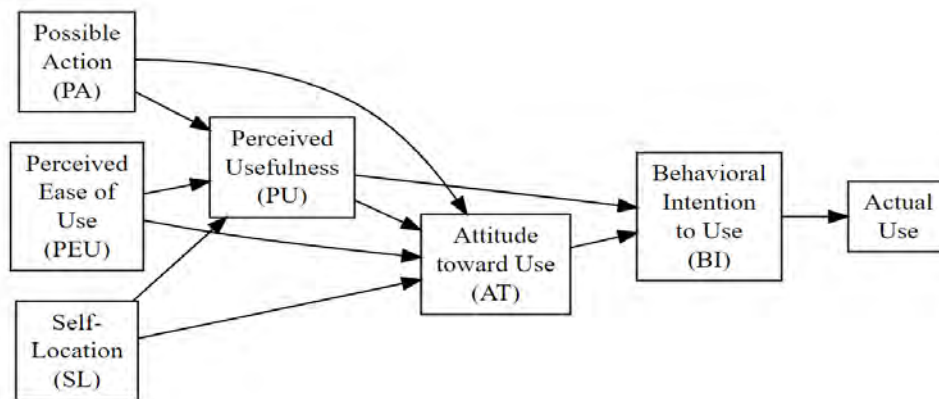 Possible
Action
(PA)
Perceived
Ease of
Use
(PEU)
Self-
Location
(SL)
Perceived
Usefulness
(PU)
Attitude
toward Use
(AT)
Behavioral
Intention
to Use
(BI)
Actual
Use